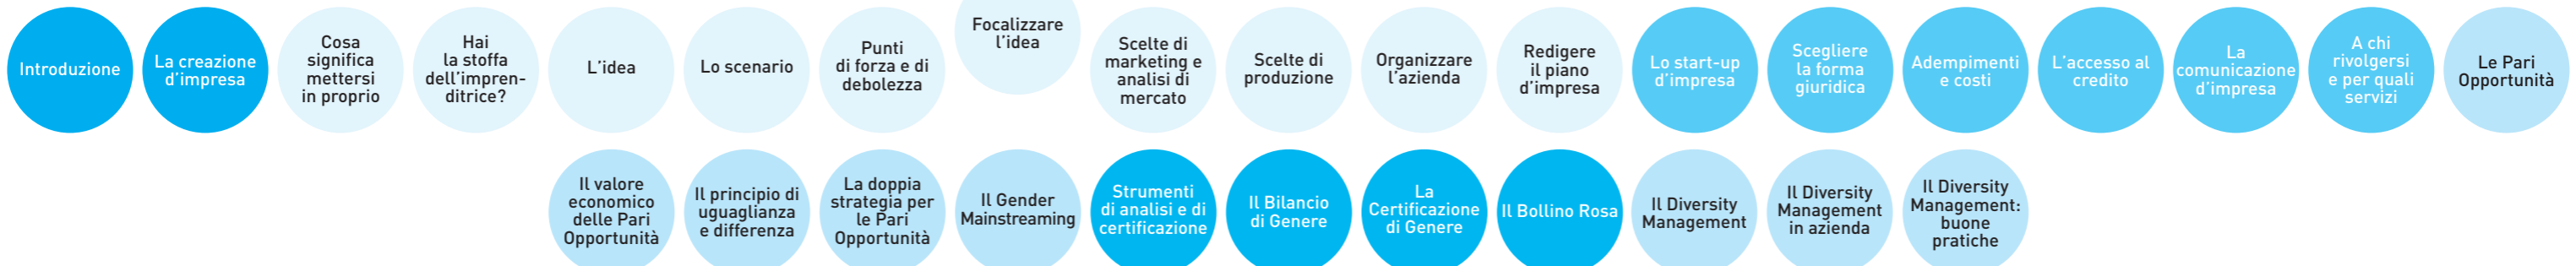 Introduzione
La creazione
d’impresa
Cosa
significa
mettersi
in proprio
Hai
la stoffa
dell’impren-
ditrice?
L’idea
Lo scenario
Punti
di forza e di
debolezza
Focalizzare
l’idea
Scelte di
marketing e
analisi di
mercato
Scelte di
produzione
Organizzare
l’azienda
Redigere
il piano
d’impresa
Lo start-up
d’impresa
Scegliere
la forma
giuridica
Adempimenti
e costi
L’accesso al
credito
La
comunicazione
d’impresa
A chi
rivolgersi
e per quali
servizi
Le Pari
Opportunità
Il valore
economico
delle Pari
Opportunità
Il principio di
uguaglianza
e differenza
La doppia
strategia per
le Pari
Opportunità
Il Gender
Mainstreaming
Strumenti
di analisi e di
certificazione
Il Bilancio
di Genere
La
Certificazione
di Genere
Il Bollino Rosa
Il Diversity
Management
Il Diversity
Management
in azienda
Il Diversity
Management:
buone
pratiche